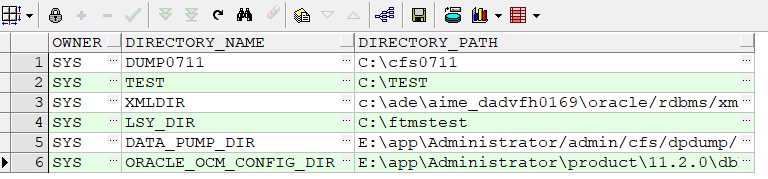 OWNER DIRECTORY_NAME DIRECTORY_PATH
1 SYS ... DUMP0711 ... C:\cfs0711
2 SYS ... TEST ... C:\TEST
3 SYS ... XMLDIR ... c:\ade\aime_dadvfh0169\oracle/rdbms/xm ...
4 SYS ... LSY_DIR ... C:\ftmstest
5 SYS ... DATA_PUMP_DIR ... E:\app\Administrator/admin/cfs/dpdump/ ...
6 SYS ... ORACLE_OCM_CONFIG_DIR ... E:\app\Administrator\product\11.2.0\db ...